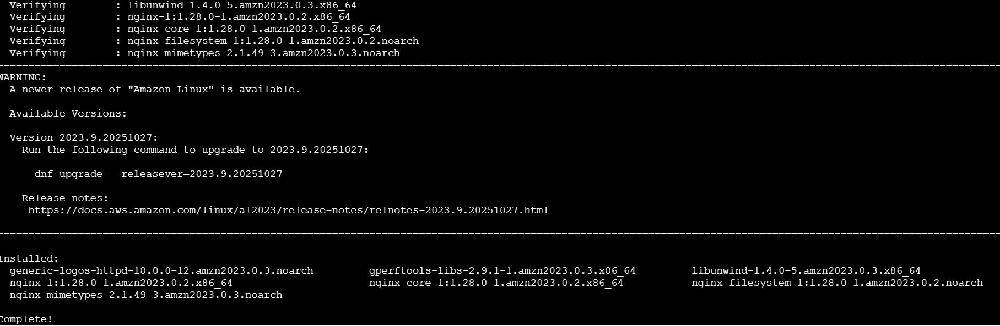 Verifying        : libunwind-1.4.0-5.amzn2023.0.3.x86_64
Verifying        : nginx-1:1.28.0-1.amzn2023.0.2.x86_64
Verifying        : nginx-core-1:1.28.0-1.amzn2023.0.2.x86_64
Verifying        : nginx-filesystem-1:1.28.0-1.amzn2023.0.2.noarch
Verifying        : nginx-mimetypes-2.1.49-3.amzn2023.0.3.noarch
WARNING:
A newer release of "Amazon Linux" is available.
Available Versions:
Version 2023.9.20251027:
Run the following command to upgrade to 2023.9.20251027:
dnf upgrade --releasever=2023.9.20251027
Release notes:
https://docs.aws.amazon.com/linux/al2023/release-notes/relnotes-2023.9.20251027.html
Installed:
generic-logos-httpd-18.0.0-12.amzn2023.0.3.noarch gperftools-libs-2.9.1-1.amzn2023.0.3.x86_64 libunwind-1.4.0-5.amzn2023.0.3.x86_64
nginx-1:1.28.0-1.amzn2023.0.2.x86_64 nginx-core-1:1.28.0-1.amzn2023.0.2.x86_64 nginx-filesystem-1:1.28.0-1.amzn2023.0.2.noarch
nginx-mimetypes-2.1.49-3.amzn2023.0.3.noarch
Complete!